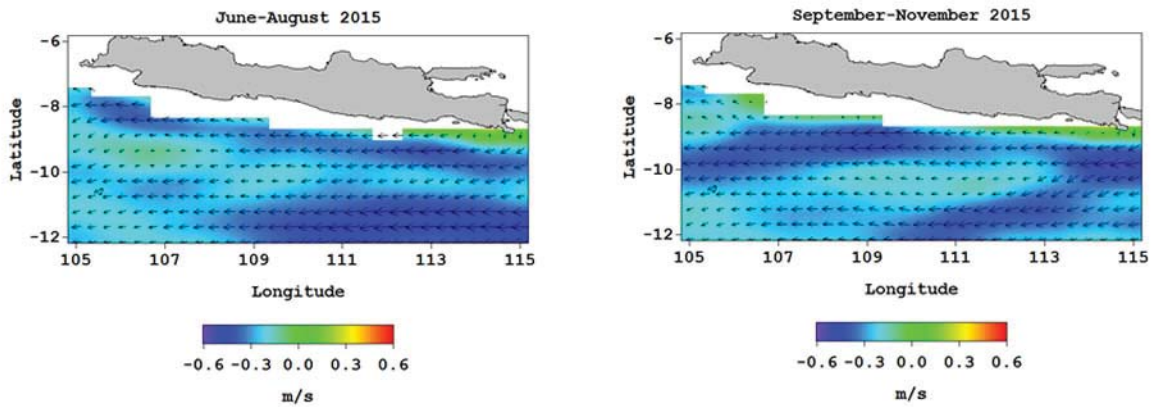 June-August 2015
-6
-8
-10
-12
Latitude
105 107 109 111 113 115
Longitude
-0.6 -0.3 0.0 0.3 0.6
m/s
September-November 2015
-6
-8
-10
-12
Latitude
105 107 109 111 113 115
Longitude
-0.6 -0.3 0.0 0.3 0.6
m/s